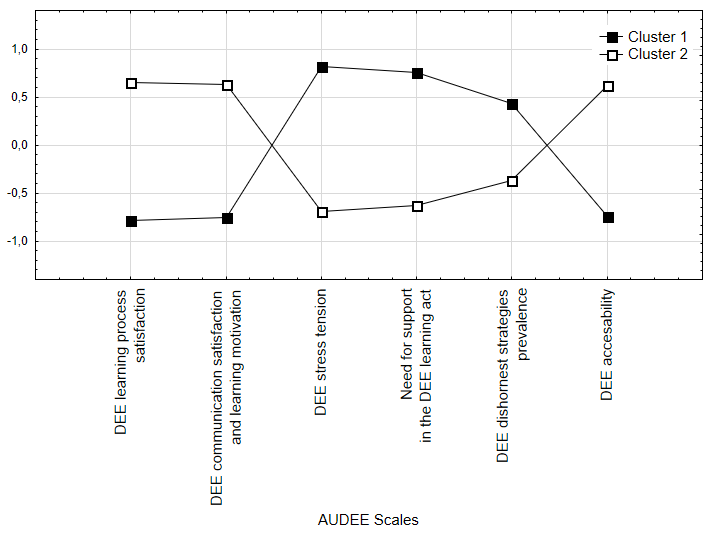 Cluster 1
Cluster 2
1,0
0,5
0,0
-0,5
-1,0
DEE learning process
satisfaction
DEE communication satisfaction
and learning motivation
DEE stress tension
Need for support
in the DEE learning act
DEE dishornest strategies
prevalence
DEE accesability
AUDEE Scales